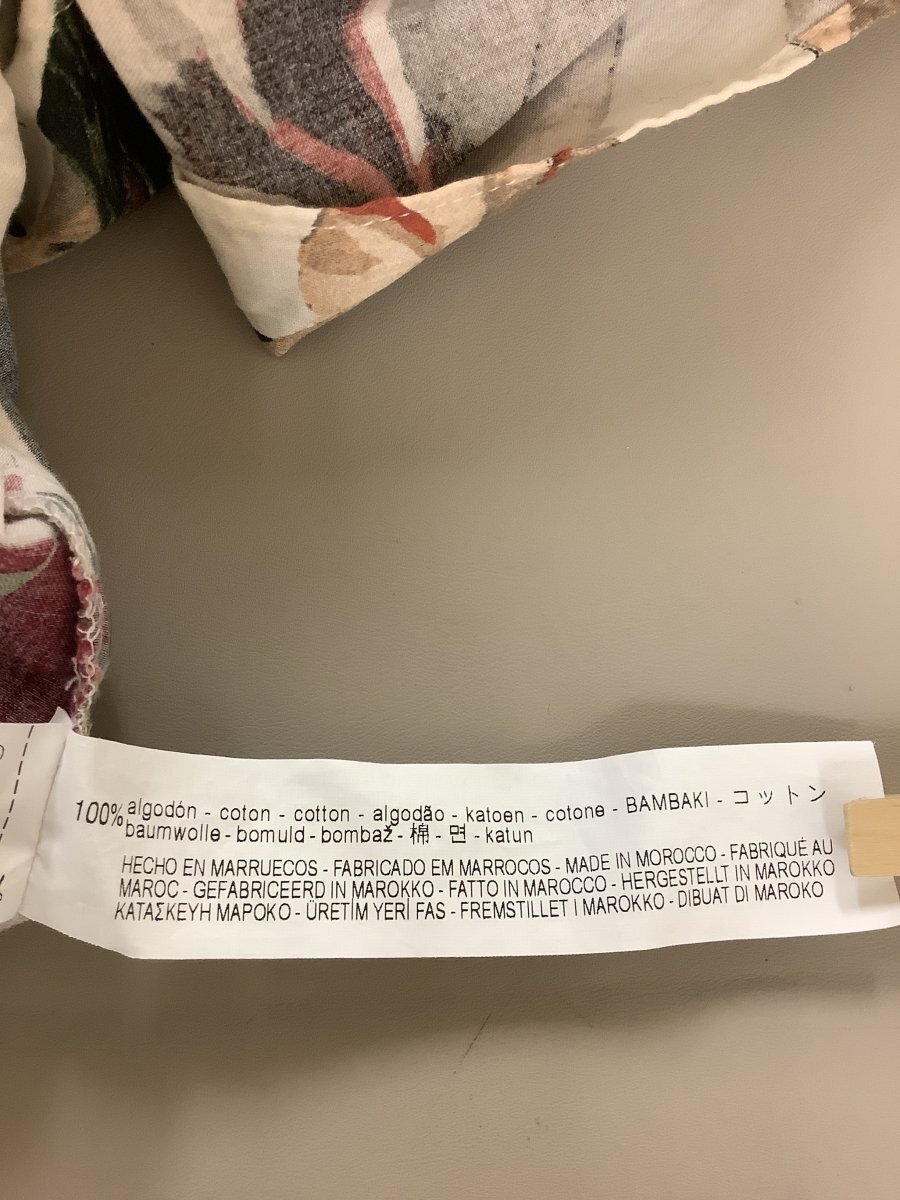 100% algodón - coton - cotton - algodão - katoen - cotone - BAMBAKI - コットン
baumwolle - bomuld - bombaž - 棉 - 면 - katun
HECHO EN MARRUECOS - FABRICADO EM MARROCOS - MADE IN MOROCCO - FABRIQUÉ AU
MAROC - GEFABRICEERD IN MAROKKO - FATTO IN MAROCCO - HERGESTELLT IN MAROKKO
ΚΑΤΑΣΚΕΥΗ ΜΑΡΟΚΟ - ÜRETİM YERİ FAS - FREMSTILLET I MAROKKO - DIBUAT DI MAROKO